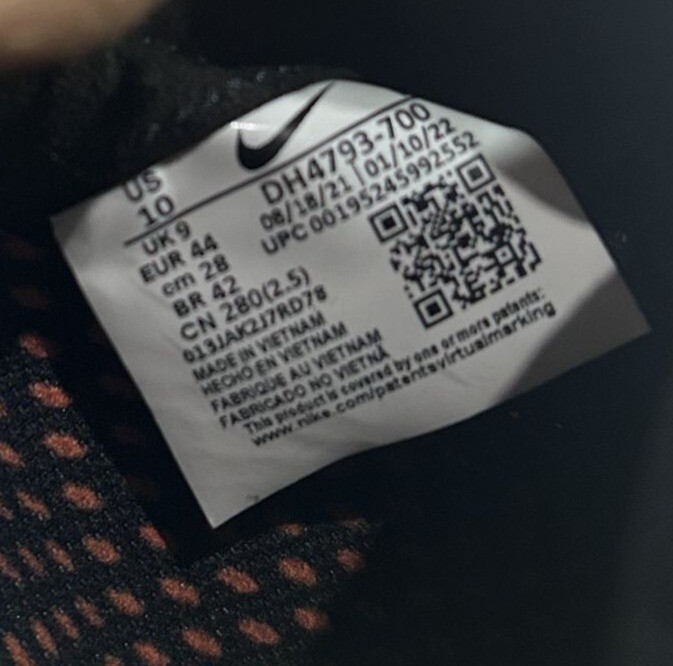 US
10
DH4793-700
08/18/21 01/10/22
UPC 00195245992552
UK 9
EUR 44
cm 28
BR 42
CN 280(2.5)
013JAK2J7RD78
MADE IN VIETNAM
HECHO EN VIETNAM
FABRIQUE AU VIETNAM
FABRICADO NO VIETNÃ
This product is covered by one or more patents:
www.nike.com/patentsvirtualmarking